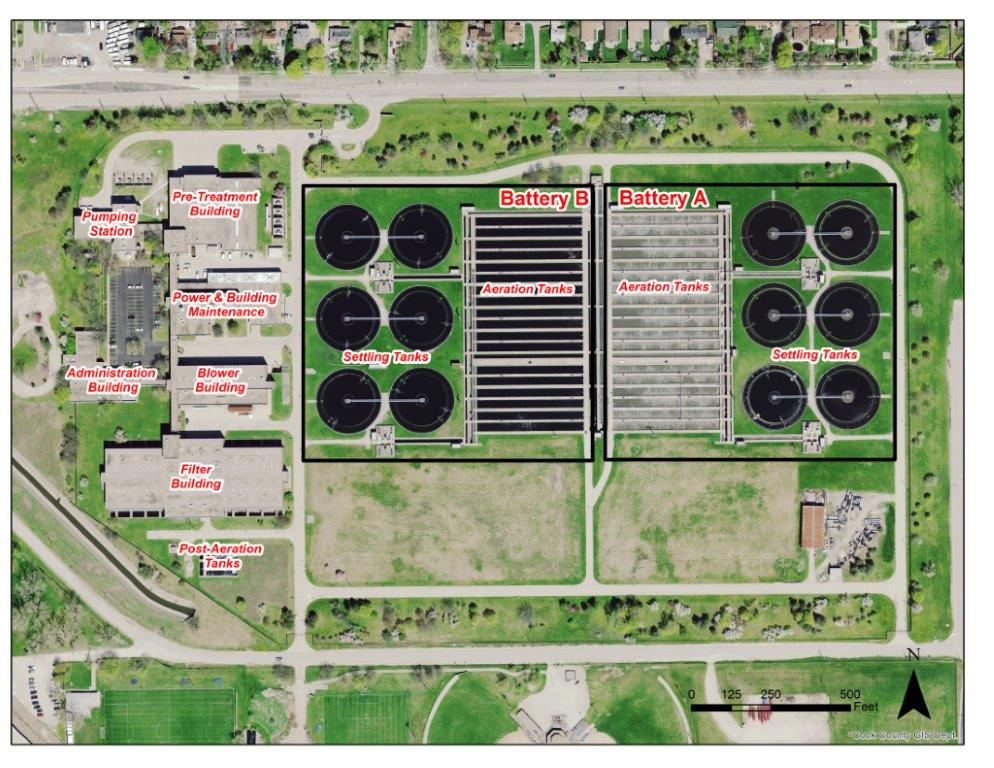 Battery B
Battery A
Pre-Treatment
Building
Pumping
Station
Aeration Tanks
Aeration Tanks
Power & Building
Maintenance
Settling Tanks
Settling Tanks
Administration
Building
Blower
Building
Filter
Building
Post-Aeration
Tanks
N
0 125 250 500
Feet
Cook County GIS Dept.